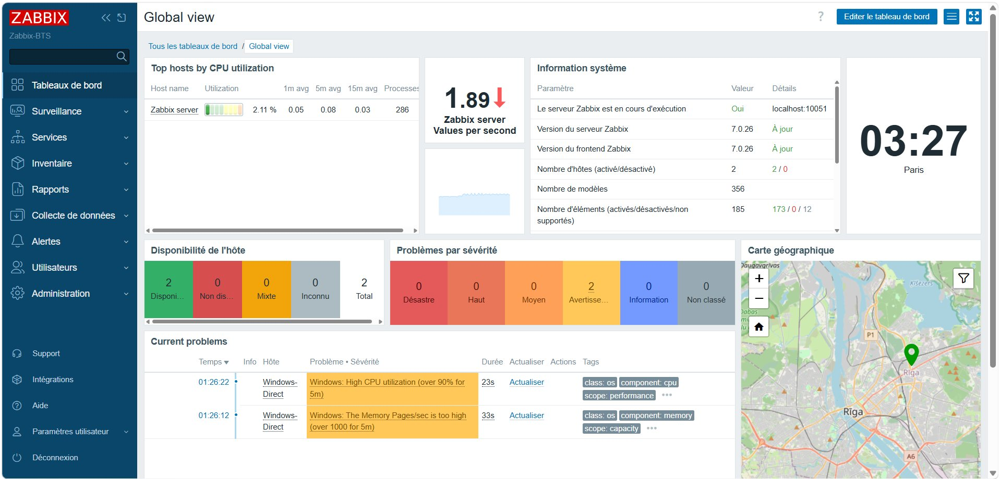 ZABBIX
Zabbix-BTS
Tableaux de bord
Surveillance
Services
Inventaire
Rapports
Collecte de données
Alertes
Utilisateurs
Administration
Support
Intégrations
Aide
Paramètres utilisateur
Déconnexion
Global view
?
Editer le tableau de bord
Tous les tableaux de bord / Global view
Top hosts by CPU utilization
Host name Utilization 1m avg 5m avg 15m avg Processes
Zabbix server 2.11 % 0.05 0.08 0.03 286
1.89
Zabbix server
Values per second
Information système
Paramètre Valeur Détails
Le serveur Zabbix est en cours d'exécution Oui localhost:10051
Version du serveur Zabbix 7.0.26 À jour
Version du frontend Zabbix 7.0.26 À jour
Nombre d'hôtes (activé/désactivé) 2 2 / 0
Nombre de modèles 356
Nombre d'éléments (activés/désactivés/non 185 173 / 0 / 12
supportés)
03:27
Paris
Disponibilité de l'hôte
2 0 0 0 2
Disponi... Non dis... Mixte Inconnu Total
Problèmes par sévérité
0 0 0 2 0 0
Désastre Haut Moyen Avertisse... Information Non classé
Carte géographique
Daugavgrīvas
Ķīšezers
+
−
Dabas
P1
Rīga
Rīga
A6
Current problems
Temps Info Hôte Problème • Sévérité Durée Actualiser Actions Tags
01:26:22 Windows- Windows: High CPU utilization (over 90% for 23s Actualiser class: os component: cpu
Direct 5m) scope: performance •••
01:26:12 Windows- Windows: The Memory Pages/sec is too high 33s Actualiser class: os component: memory
Direct (over 1000 for 5m) scope: capacity •••